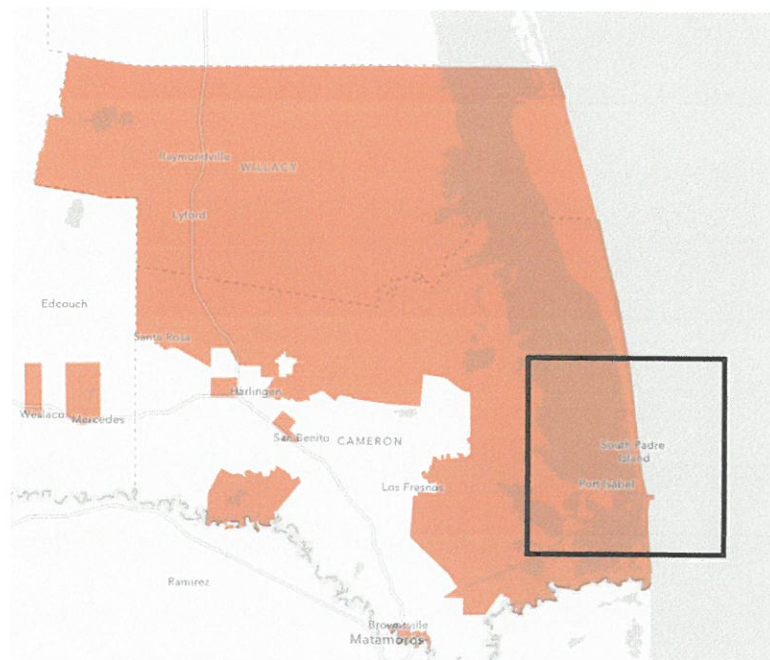 Raymondville
WILLACY
Lyford
Edcouch
Santa Rosa
Harlingen
Weslaco
Mercedes
San Benito
CAMERON
South Padre
Island
Los Fresnos
Port Isabel
Ramirez
Brownsville
Matamoros